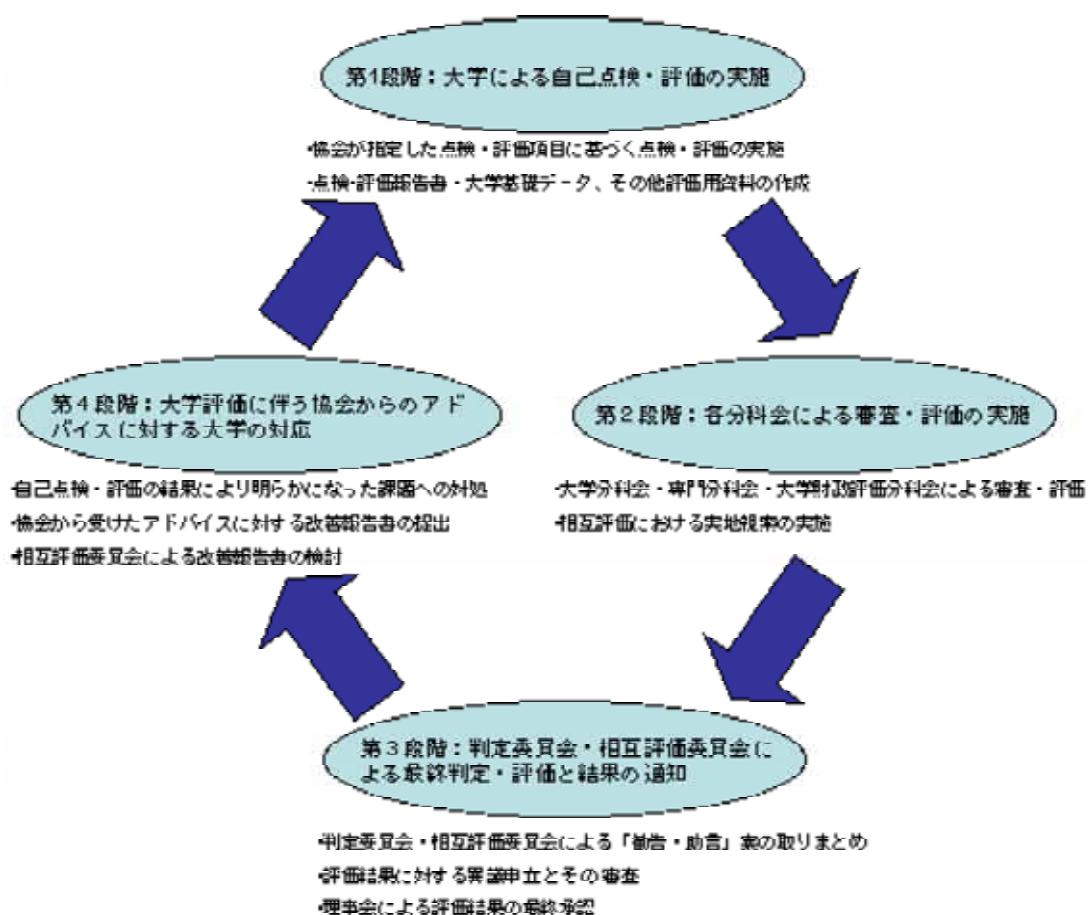 第1段階：大学による自己点検・評価の実施
・協会が指定した点検・評価項目に基づく点検・評価の実施
・点検・評価報告書・大学基礎データ、その他評価用資料の作成
第4段階：大学評価に伴う協会からのアド
バイスに対する大学の対応
・自己点検・評価の結果により明らかになった課題への対処
・協会から受けたアドバイスに対する改善報告書の提出
・相互評価委員会による改善報告書の検討
第2段階：各分科会による審査・評価の実施
・大学分科会・専門分科会・大学財政評価分科会による審査・評価
・相互評価における実地視察の実施
第3段階：判定委員会・相互評価委員会に
よる最終判定・評価と結果の通知
・判定委員会・相互評価委員会による「勧告・助言」案の取りまとめ
・評価結果に対する異議申立とその審査
・理事会による評価結果の最終承認